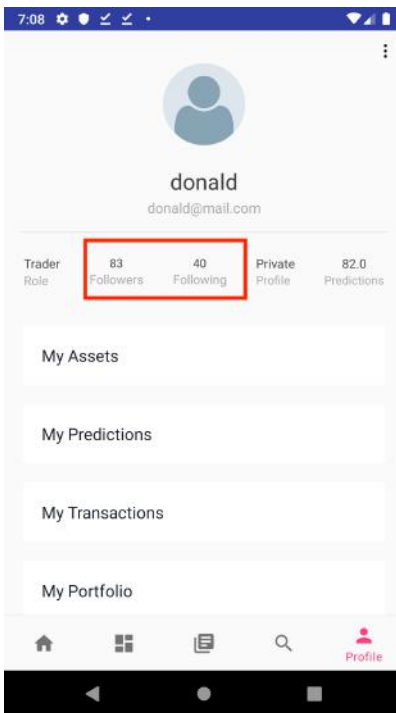 7:08
donald
donald@mail.com
Trader 83 40 Private 82.0
Role Followers Following Profile Predictions
My Assets
My Predictions
My Transactions
My Portfolio
Profile